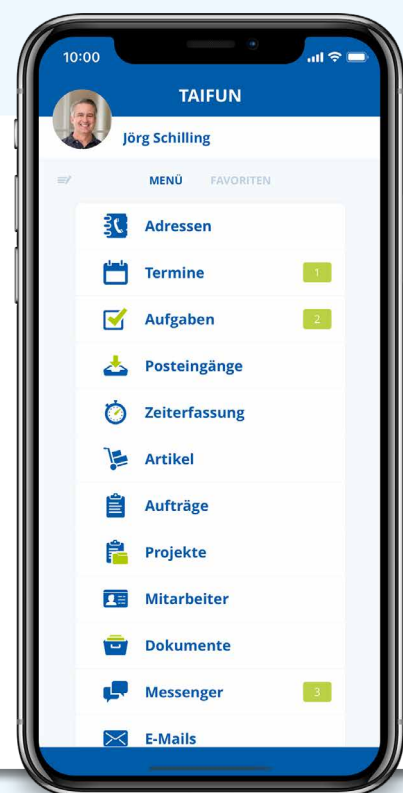 10:00
TAIFUN
Jörg Schilling
MENÜ FAVORITEN
Adressen
Termine 1
Aufgaben 2
Posteingänge
Zeiterfassung
Artikel
Aufträge
Projekte
Mitarbeiter
Dokumente
Messenger 3
E-Mails